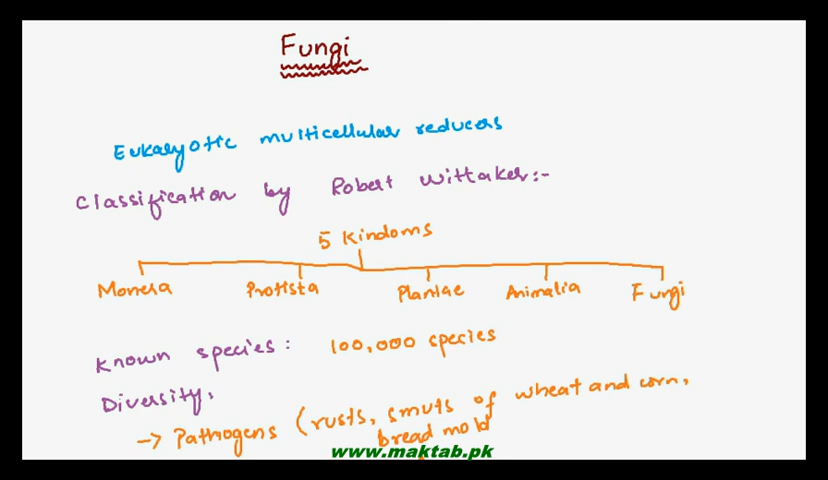 Fungi
Eukaryotic multicellular reducers
Classification by Robert Wittaker:-
5 Kindoms
Monera Protista Plantae Animalia Fungi
Known species: 100,000 species
Diversity,
→ Pathogens (rusts, smuts of wheat and corn,
bread mold
www.maktab.pk